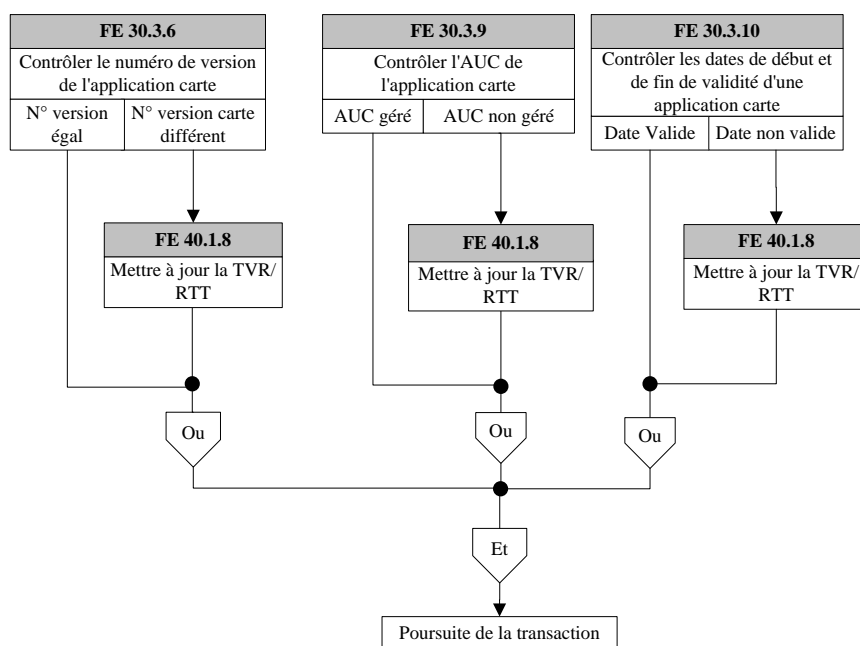 FE 30.3.6
Contrôler le numéro de version
de l'application carte
N° version
égal
N° version carte
différent
FE 30.3.9
Contrôler l'AUC de
l'application carte
AUC géré
AUC non géré
FE 30.3.10
Contrôler les dates de début et
de fin de validité d'une
application carte
Date Valide
Date non valide
FE 40.1.8
Mettre à jour la TVR/
RTT
FE 40.1.8
Mettre à jour la TVR/
RTT
FE 40.1.8
Mettre à jour la TVR/
RTT
Ou
Ou
Ou
Et
Poursuite de la transaction